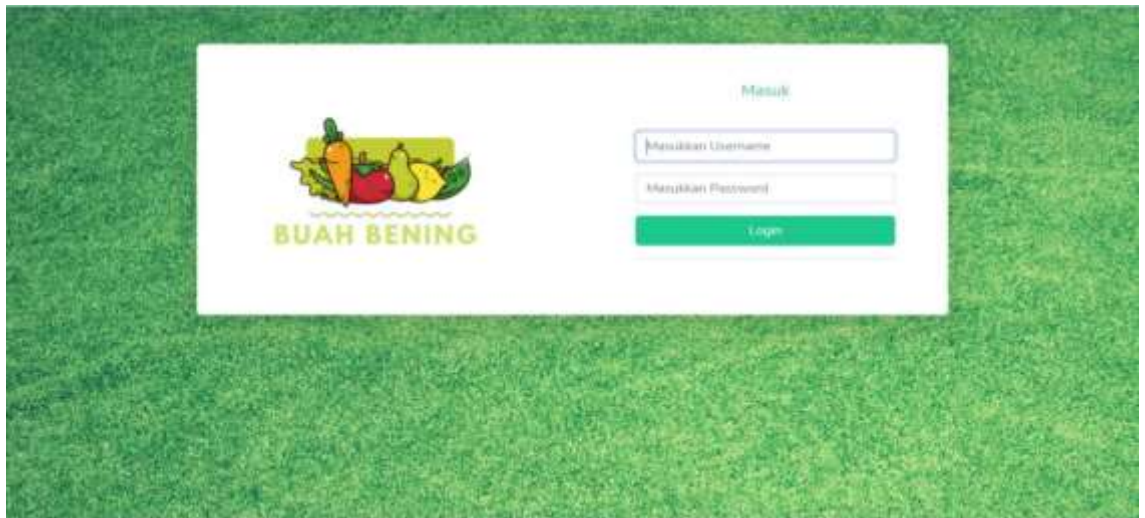 Masuk
Masukkan Username
Masukkan Password
Login
BUAH BENING